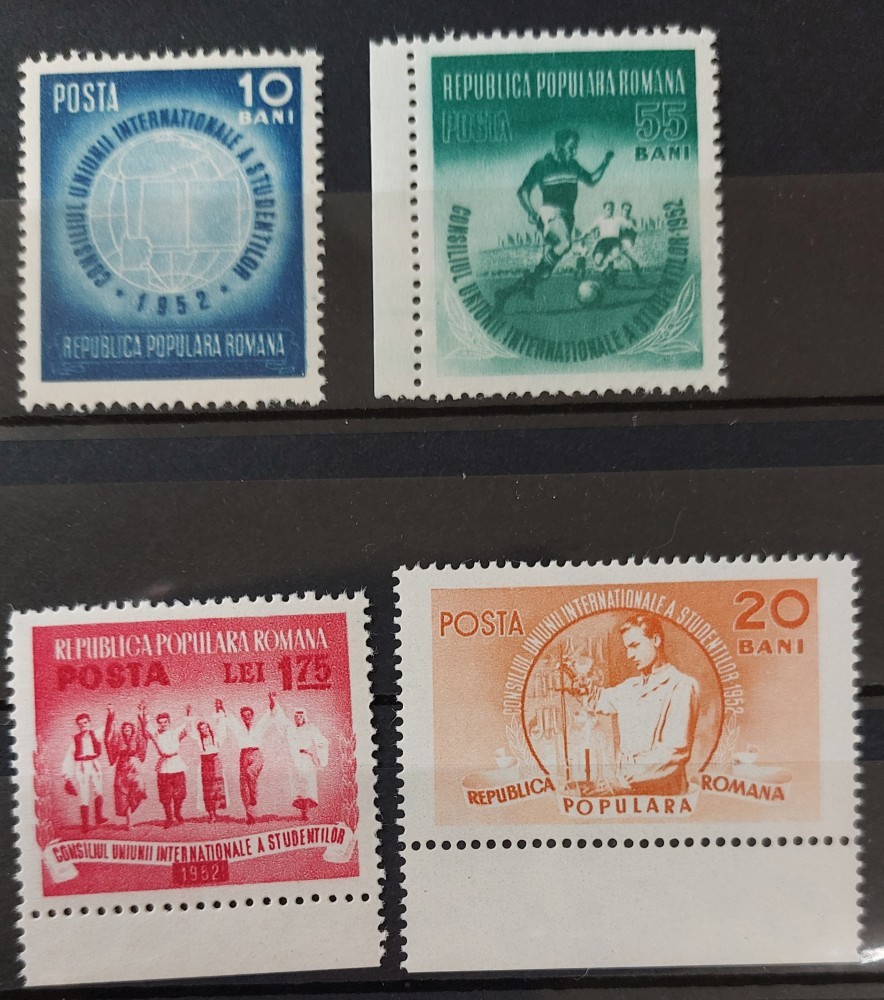 POSTA 10
BANI
CONSILIUL UNIUNII INTERNATIONALE A STUDENTILOR
• 1952 •
REPUBLICA POPULARA ROMANA
REPUBLICA POPULARA ROMANA
POSTA 55
BANI
CONSILIUL UNIUNII INTERNATIONALE A STUDENTILOR 1952
REPUBLICA POPULARA ROMANA
POSTA LEI 1.75
CONSILIUL UNIUNII INTERNATIONALE A STUDENTILOR
1952
POSTA 20
BANI
CONSILIUL UNIUNII INTERNATIONALE A STUDENTILOR 1952
REPUBLICA POPULARA ROMANA